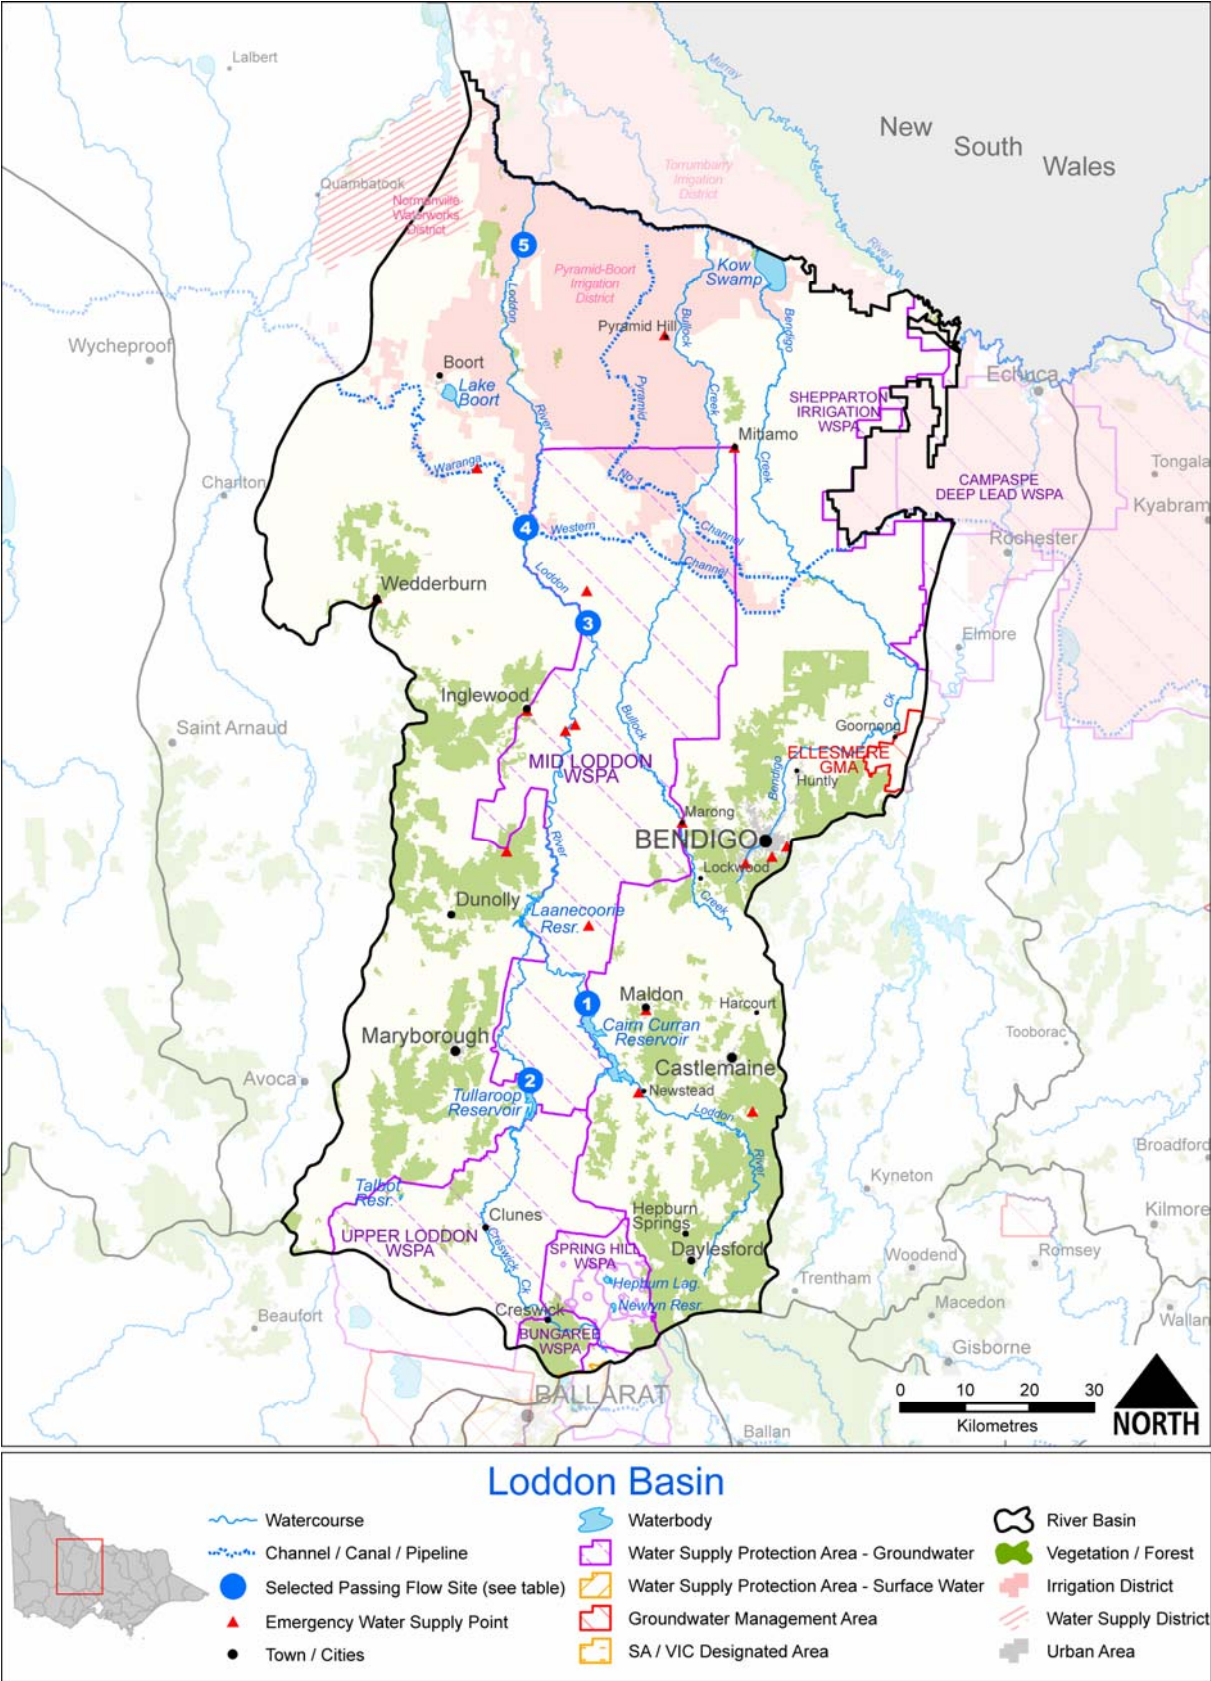 Lalbert
Murray
New
South
Wales
Torrumbarry
Irrigation
District
Quambatook
Normanville
Waterworks
District
River
5
Kow
Swamp
Pyramid-Boort
Irrigation
District
Loddon
Bullock
Bendigo
Pyramid Hill
Wycheproof
Boort
Lake
Boort
Echuca
Pyramid
Creek
SHEPPARTON
IRRIGATION
WSPA
River
Mitiamo
Creek
Waranga
No 1
Tongala
Charlton
CAMPASPE
DEEP LEAD WSPA
Kyabram
4
Western
Channel
Rochester
Channel
Loddon
Wedderburn
3
Elmore
Inglewood
Ck
Saint Arnaud
Bullock
Goornong
MID LODDON
WSPA
ELLESMERE
GMA
Bendigo
Huntly
Marong
BENDIGO
River
Lockwood
Dunolly
Creek
Laanecoorie
Resr.
1
Maldon
Harcourt
Cairn Curran
Reservoir
Maryborough
Tooborac
Castlemaine
Avoca
2
Newstead
Tullaroop
Reservoir
Loddon
River
Broadford
Kyneton
Talbot
Resr.
Clunes
Hepburn
Springs
Kilmore
UPPER LODDON
WSPA
Creswick
Ck
SPRING HILL
WSPA
Daylesford
Woodend
Romsey
Hepburn Lag.
Trentham
Newlyn Resr.
Macedon
Beaufort
Creswick
Wallan
BUNGAREE
WSPA
Gisborne
BALLARAT
Ballan
0 10 20 30
Kilometres
NORTH
Loddon Basin
Watercourse
Channel / Canal / Pipeline
Selected Passing Flow Site (see table)
Emergency Water Supply Point
Town / Cities
Waterbody
Water Supply Protection Area - Groundwater
Water Supply Protection Area - Surface Water
Groundwater Management Area
SA / VIC Designated Area
River Basin
Vegetation / Forest
Irrigation District
Water Supply District
Urban Area